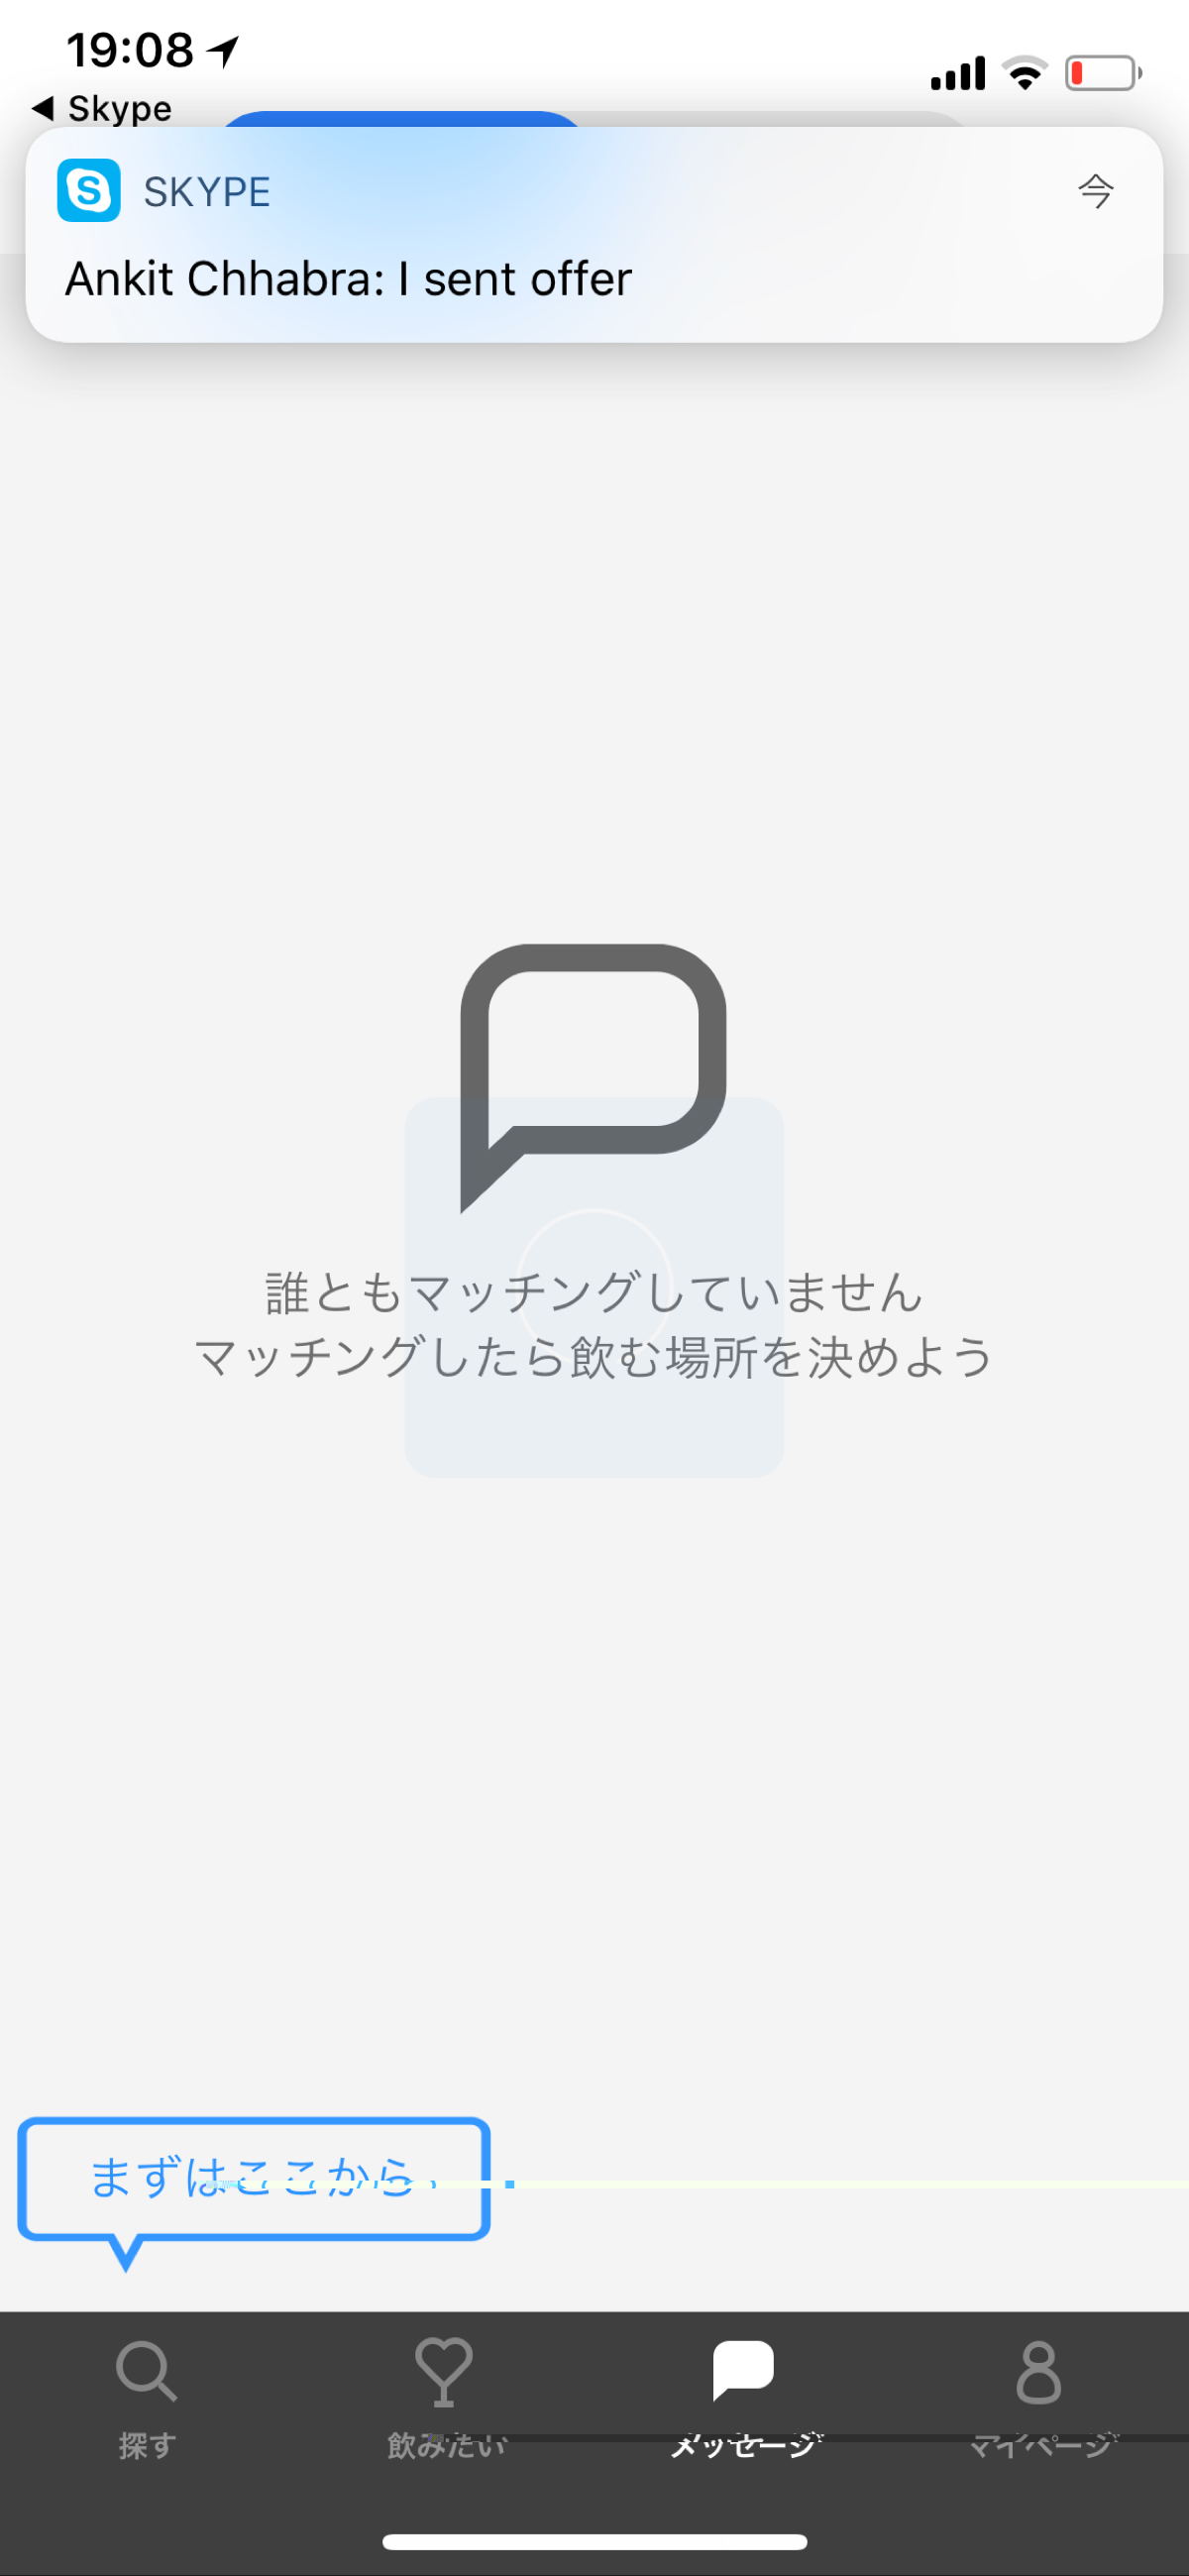 19:08
Skype
SKYPE 今
Ankit Chhabra: I sent offer
誰ともマッチングしていません
マッチングしたら飲む場所を決めよう
まずはここから
探す 飲みたい メッセージ マイページ